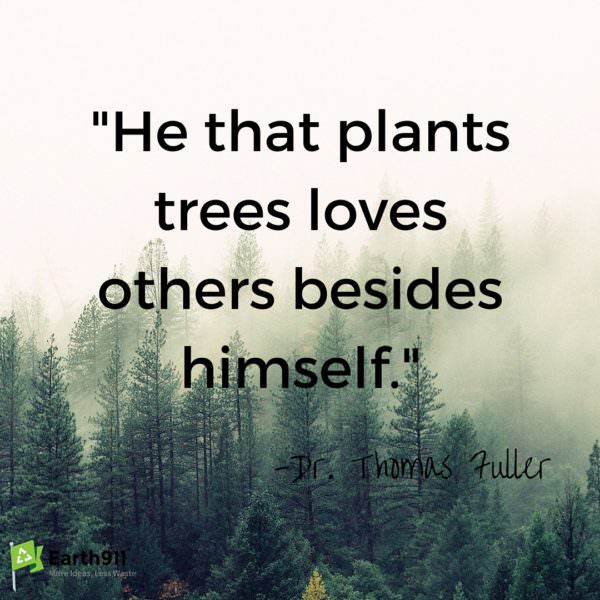 "He that plants
trees loves
others besides
himself."
-Dr. Thomas Fuller
Earth911
More Ideas, Less Waste